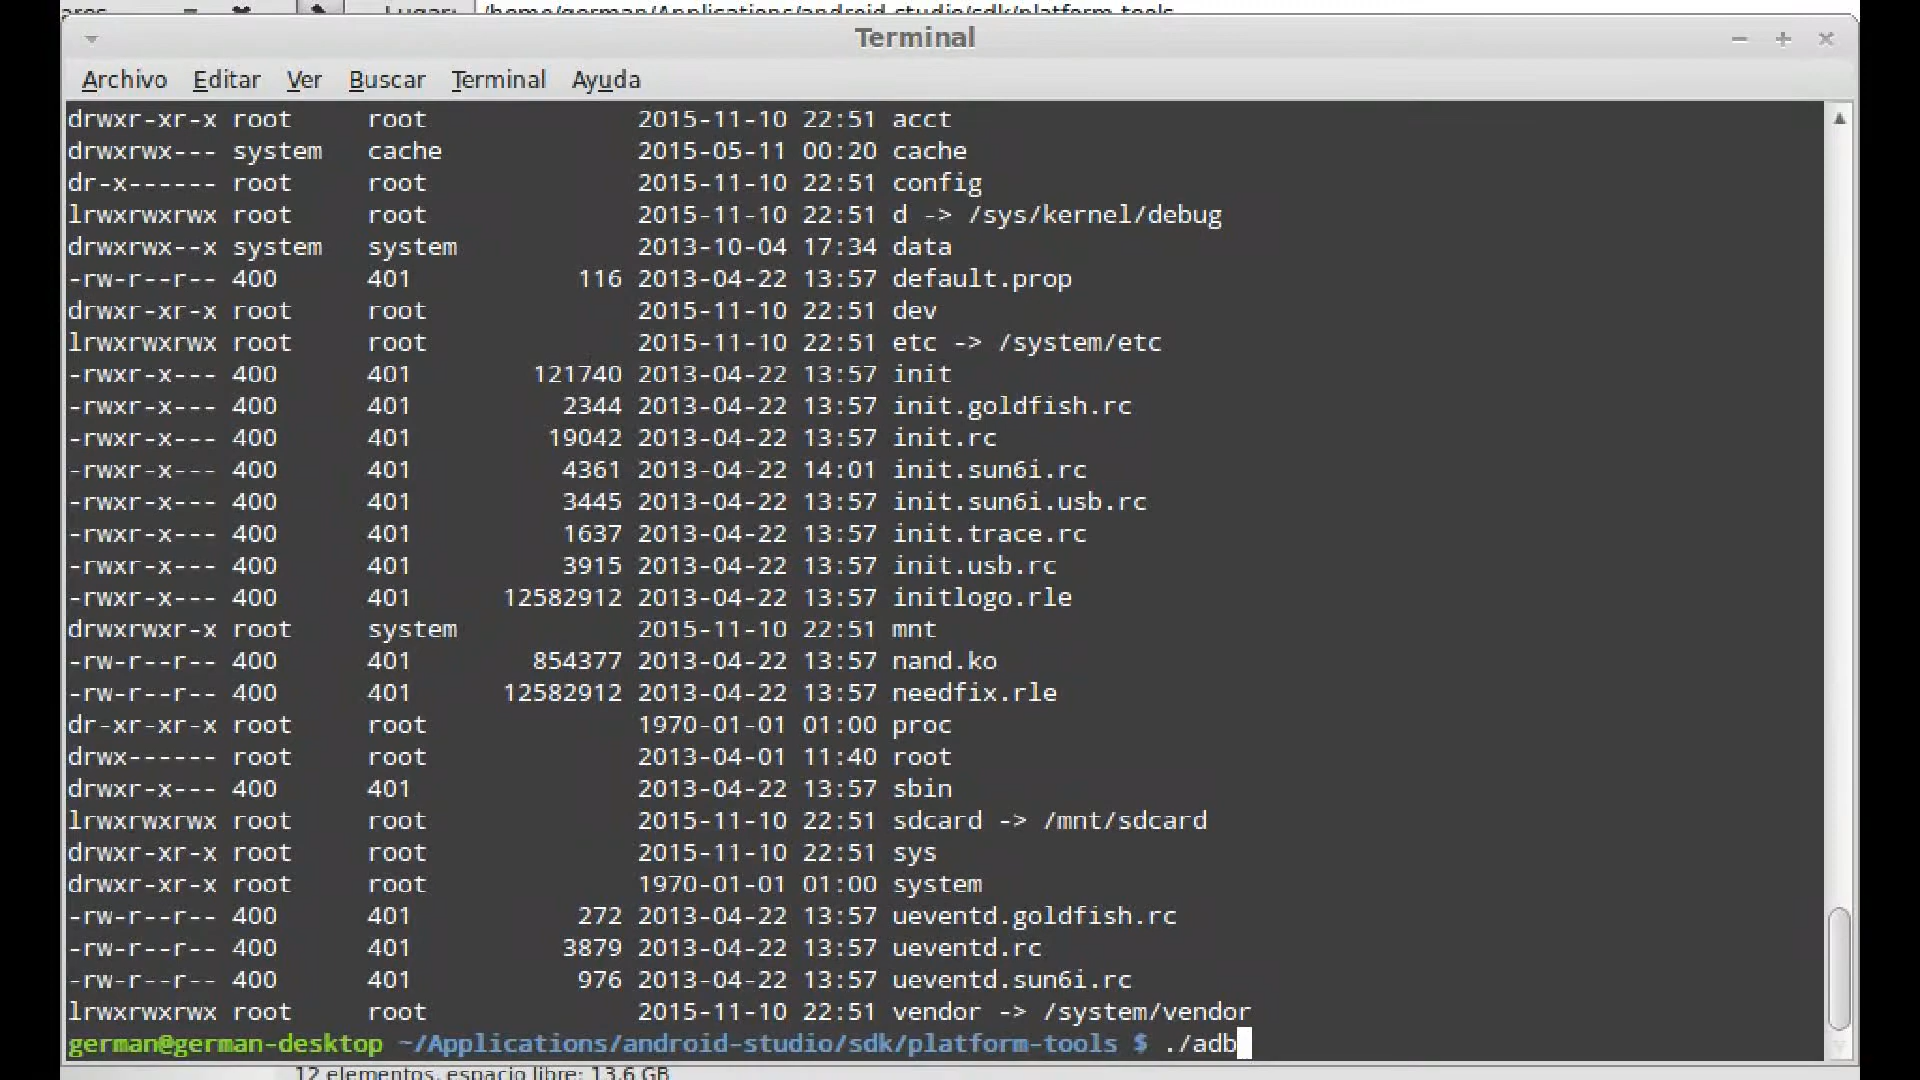 Lugar: /home/german/Applications/android-studio/sdk/platform-tools
Terminal
Archivo Editar Ver Buscar Terminal Ayuda
drwxr-xr-x root     root              2015-11-10 22:51 acct
drwxrwx--- system   cache             2015-05-11 00:20 cache
dr-x------ root     root              2015-11-10 22:51 config
lrwxrwxrwx root     root              2015-11-10 22:51 d -> /sys/kernel/debug
drwxrwx--x system   system            2013-10-04 17:34 data
-rw-r--r-- 400      401           116 2013-04-22 13:57 default.prop
drwxr-xr-x root     root              2015-11-10 22:51 dev
lrwxrwxrwx root     root              2015-11-10 22:51 etc -> /system/etc
-rwxr-x--- 400      401        121740 2013-04-22 13:57 init
-rwxr-x--- 400      401          2344 2013-04-22 13:57 init.goldfish.rc
-rwxr-x--- 400      401         19042 2013-04-22 13:57 init.rc
-rwxr-x--- 400      401          4361 2013-04-22 14:01 init.sun6i.rc
-rwxr-x--- 400      401          3445 2013-04-22 13:57 init.sun6i.usb.rc
-rwxr-x--- 400      401          1637 2013-04-22 13:57 init.trace.rc
-rwxr-x--- 400      401          3915 2013-04-22 13:57 init.usb.rc
-rwxr-x--- 400      401      12582912 2013-04-22 13:57 initlogo.rle
drwxrwxr-x root     system            2015-11-10 22:51 mnt
-rw-r--r-- 400      401        854377 2013-04-22 13:57 nand.ko
-rw-r--r-- 400      401      12582912 2013-04-22 13:57 needfix.rle
dr-xr-xr-x root     root              1970-01-01 01:00 proc
drwx------ root     root              2013-04-01 11:40 root
drwxr-x--- 400      401               2013-04-22 13:57 sbin
lrwxrwxrwx root     root              2015-11-10 22:51 sdcard -> /mnt/sdcard
drwxr-xr-x root     root              2015-11-10 22:51 sys
drwxr-xr-x root     root              1970-01-01 01:00 system
-rw-r--r-- 400      401           272 2013-04-22 13:57 ueventd.goldfish.rc
-rw-r--r-- 400      401          3879 2013-04-22 13:57 ueventd.rc
-rw-r--r-- 400      401           976 2013-04-22 13:57 ueventd.sun6i.rc
lrwxrwxrwx root     root              2015-11-10 22:51 vendor -> /system/vendor
german@german-desktop ~/Applications/android-studio/sdk/platform-tools $ ./adb
12 elementos, espacio libre: 13,6 GB